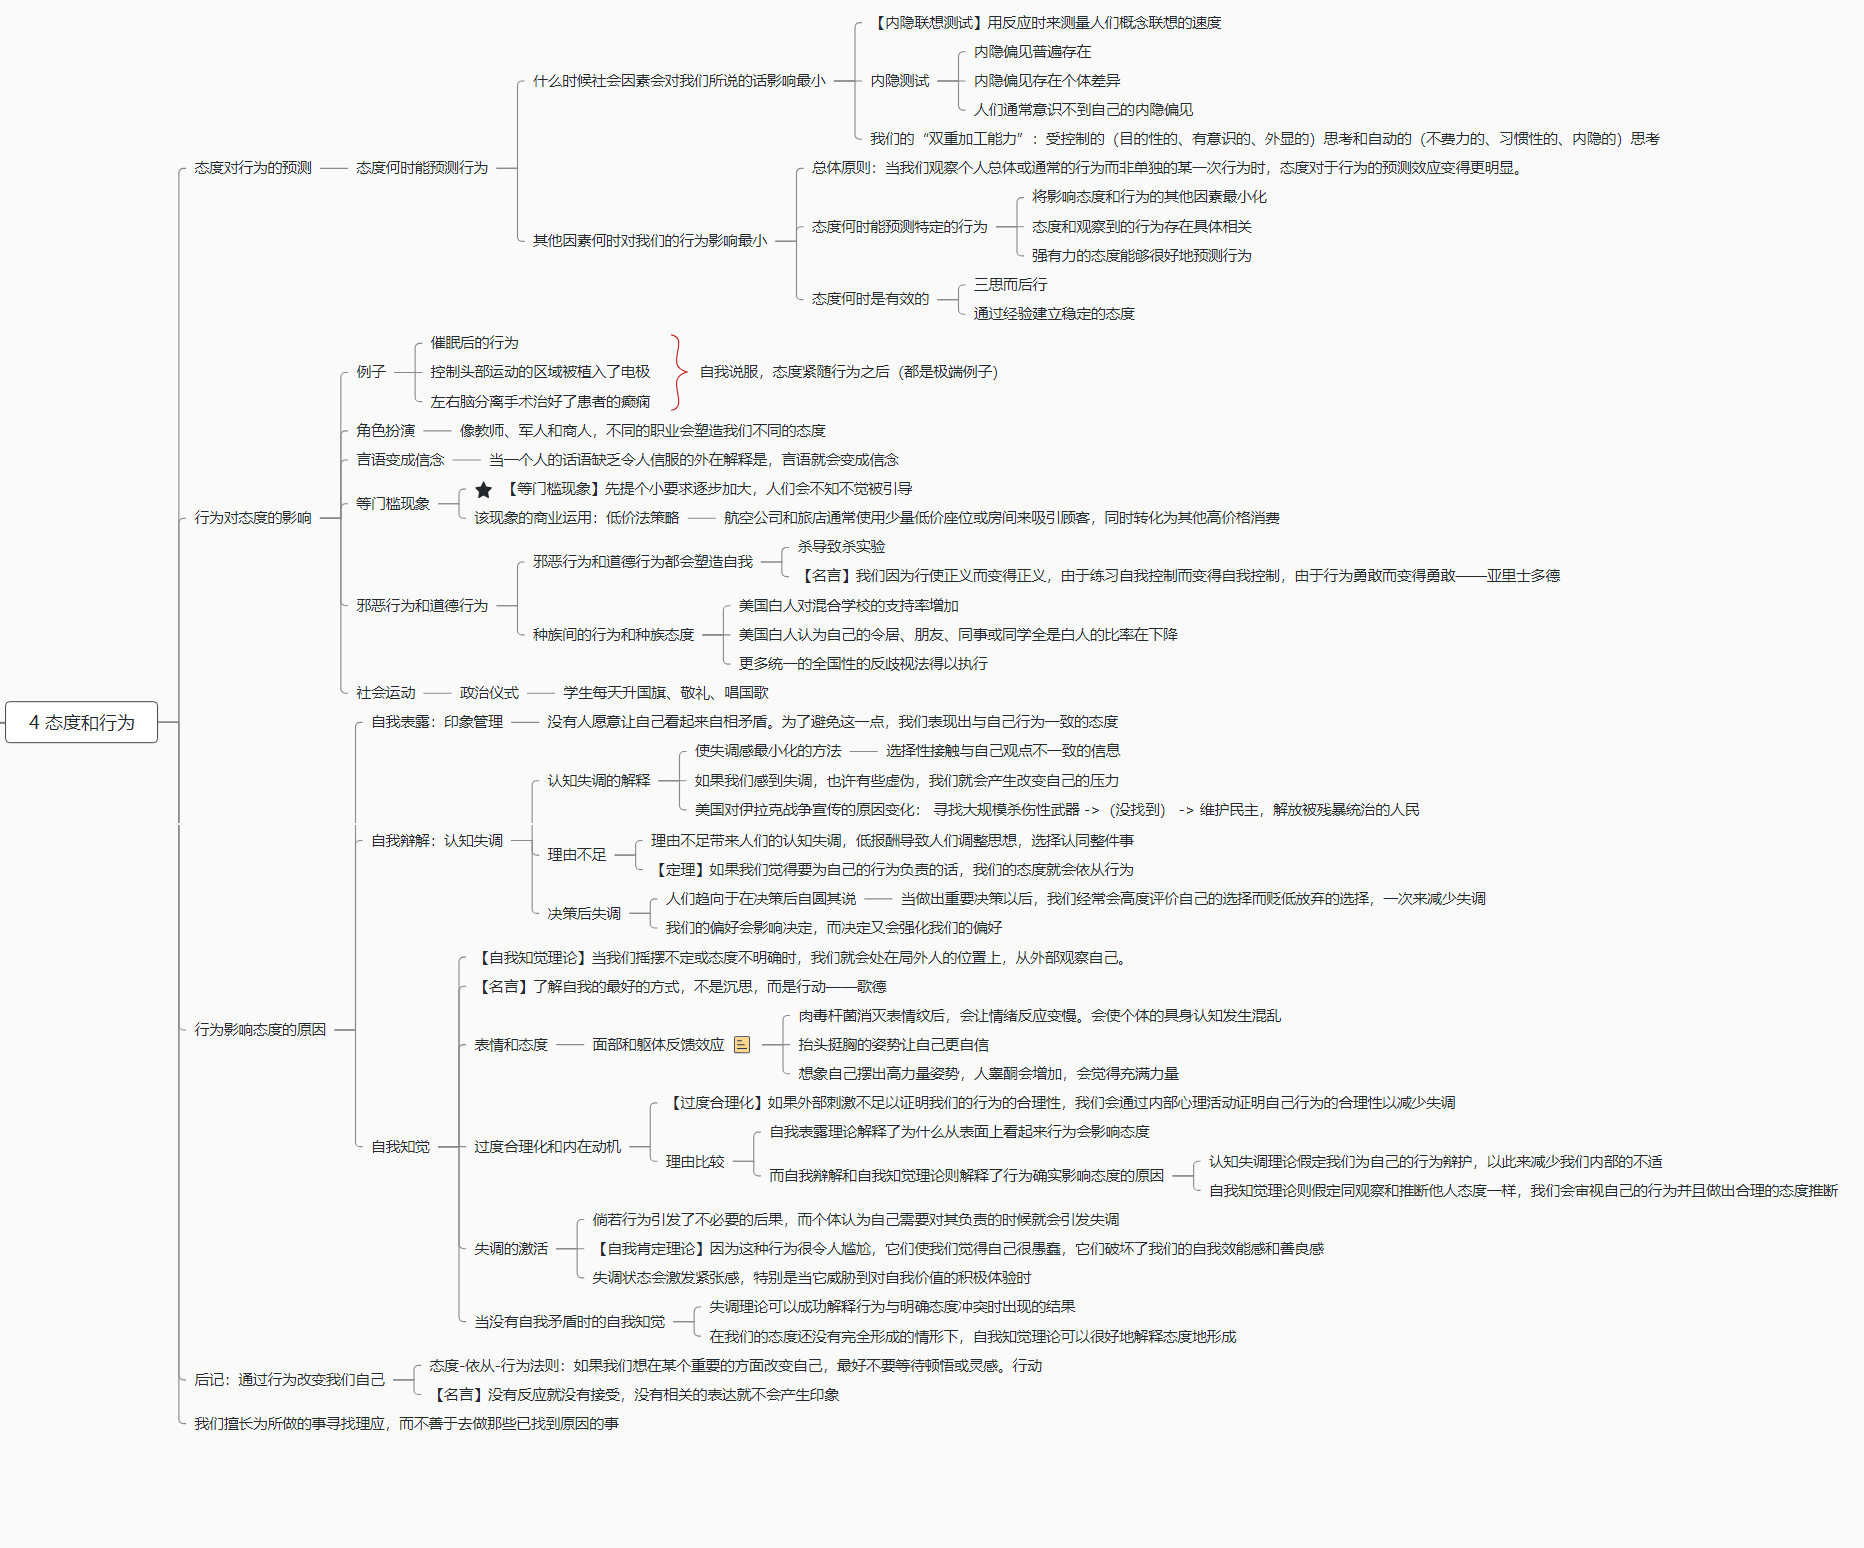 4 态度和行为
态度对行为的预测
态度何时能预测行为
什么时候社会因素会对我们所说的话影响最小
【内隐联想测试】用反应时来测量人们概念联想的速度
内隐测试
内隐偏见普遍存在
内隐偏见存在个体差异
人们通常意识不到自己的内隐偏见
我们的“双重加工能力”：受控制的（目的性的、有意识的、外显的）思考和自动的（不费力的、习惯性的、内隐的）思考
其他因素何时对我们的行为影响最小
总体原则：当我们观察个人总体或通常的行为而非单独的某一次行为时，态度对于行为的预测效应变得更明显。
态度何时能预测特定的行为
将影响态度和行为的其他因素最小化
态度和观察到的行为存在具体相关
强有力的态度能够很好地预测行为
态度何时是有效的
三思而后行
通过经验建立稳定的态度
行为对态度的影响
例子
催眠后的行为
控制头部运动的区域被植入了电极
左右脑分离手术治好了患者的癫痫
自我说服，态度紧随行为之后（都是极端例子）
角色扮演
像教师、军人和商人，不同的职业会塑造我们不同的态度
言语变成信念
当一个人的话语缺乏令人信服的外在解释是，言语就会变成信念
等门槛现象
【等门槛现象】先提个小要求逐步加大，人们会不知不觉被引导
该现象的商业运用：低价法策略
航空公司和旅店通常使用少量低价座位或房间来吸引顾客，同时转化为其他高价格消费
邪恶行为和道德行为
邪恶行为和道德行为都会塑造自我
杀导致杀实验
【名言】我们因为行使正义而变得正义，由于练习自我控制而变得自我控制，由于行为勇敢而变得勇敢——亚里士多德
种族间的行为和种族态度
美国白人对混合学校的支持率增加
美国白人认为自己的令居、朋友、同事或同学全是白人的比率在下降
更多统一的全国性的反歧视法得以执行
社会运动
政治仪式
学生每天升国旗、敬礼、唱国歌
行为影响态度的原因
自我表露：印象管理
没有人愿意让自己看起来自相矛盾。为了避免这一点，我们表现出与自己行为一致的态度
自我辩解：认知失调
认知失调的解释
使失调感最小化的方法
选择性接触与自己观点不一致的信息
如果我们感到失调，也许有些虚伪，我们就会产生改变自己的压力
美国对伊拉克战争宣传的原因变化： 寻找大规模杀伤性武器 ->（没找到） -> 维护民主，解放被残暴统治的人民
理由不足
理由不足带来人们的认知失调，低报酬导致人们调整思想，选择认同整件事
【定理】如果我们觉得要为自己的行为负责的话，我们的态度就会依从行为
决策后失调
人们趋向于在决策后自圆其说
当做出重要决策以后，我们经常会高度评价自己的选择而贬低放弃的选择，一次来减少失调
我们的偏好会影响决定，而决定又会强化我们的偏好
自我知觉
【自我知觉理论】当我们摇摆不定或态度不明确时，我们就会处在局外人的位置上，从外部观察自己。
【名言】了解自我的最好的方式，不是沉思，而是行动——歌德
表情和态度
面部和躯体反馈效应
肉毒杆菌消灭表情纹后，会让情绪反应变慢。会使个体的具身认知发生混乱
抬头挺胸的姿势让自己更自信
想象自己摆出高力量姿势，人睾酮会增加，会觉得充满力量
过度合理化和内在动机
【过度合理化】如果外部刺激不足以证明我们的行为的合理性，我们会通过内部心理活动证明自己行为的合理性以减少失调
理由比较
自我表露理论解释了为什么从表面上看起来行为会影响态度
而自我辩解和自我知觉理论则解释了行为确实影响态度的原因
认知失调理论假定我们为自己的行为辩护，以此来减少我们内部的不适
自我知觉理论则假定同观察和推断他人态度一样，我们会审视自己的行为并且做出合理的态度推断
失调的激活
倘若行为引发了不必要的后果，而个体认为自己需要对其负责的时候就会引发失调
【自我肯定理论】因为这种行为很令人尴尬，它们使我们觉得自己很愚蠢，它们破坏了我们的自我效能感和善良感
失调状态会激发紧张感，特别是当它威胁到对自我价值的积极体验时
当没有自我矛盾时的自我知觉
失调理论可以成功解释行为与明确态度冲突时出现的结果
在我们的态度还没有完全形成的情形下，自我知觉理论可以很好地解释态度地形成
后记：通过行为改变我们自己
态度-依从-行为法则：如果我们想在某个重要的方面改变自己，最好不要等待顿悟或灵感。行动
【名言】没有反应就没有接受，没有相关的表达就不会产生印象
我们擅长为所做的事寻找理应，而不善于去做那些已找到原因的事